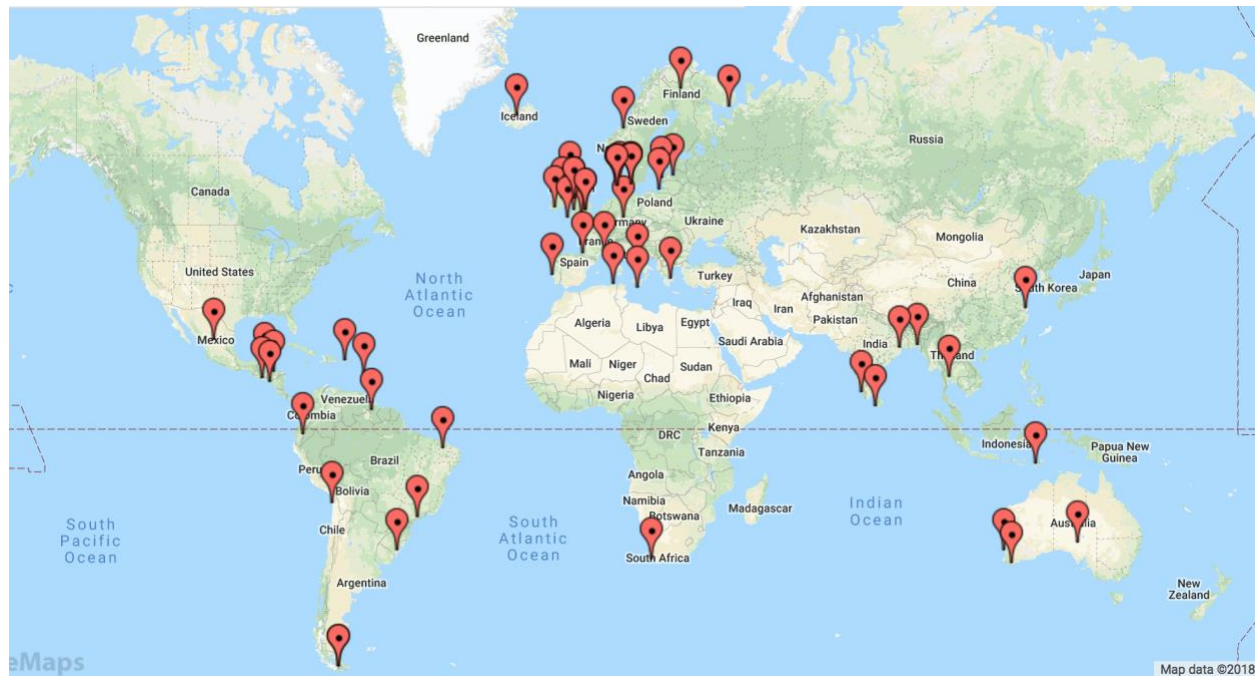 Greenland
Iceland
Finland
Sweden
Russia
Canada
Poland
Ukraine
Kazakhstan
Mongolia
United States
North
Atlantic
Ocean
Spain
Turkey
China
Japan
South Korea
Iraq
Iran
Afghanistan
Pakistan
Algeria
Libya
Egypt
Saudi Arabia
India
Mexico
Mali
Niger
Chad
Sudan
Thailand
Nigeria
Ethiopia
Venezuela
Colombia
DRC
Kenya
Tanzania
Indonesia
Papua New
Guinea
Peru
Brazil
Bolivia
Angola
Namibia
Botswana
Madagascar
Indian
Ocean
South
Pacific
Ocean
Chile
South
Atlantic
Ocean
South Africa
Australia
Argentina
New
Zealand
eMaps
Map data ©2018